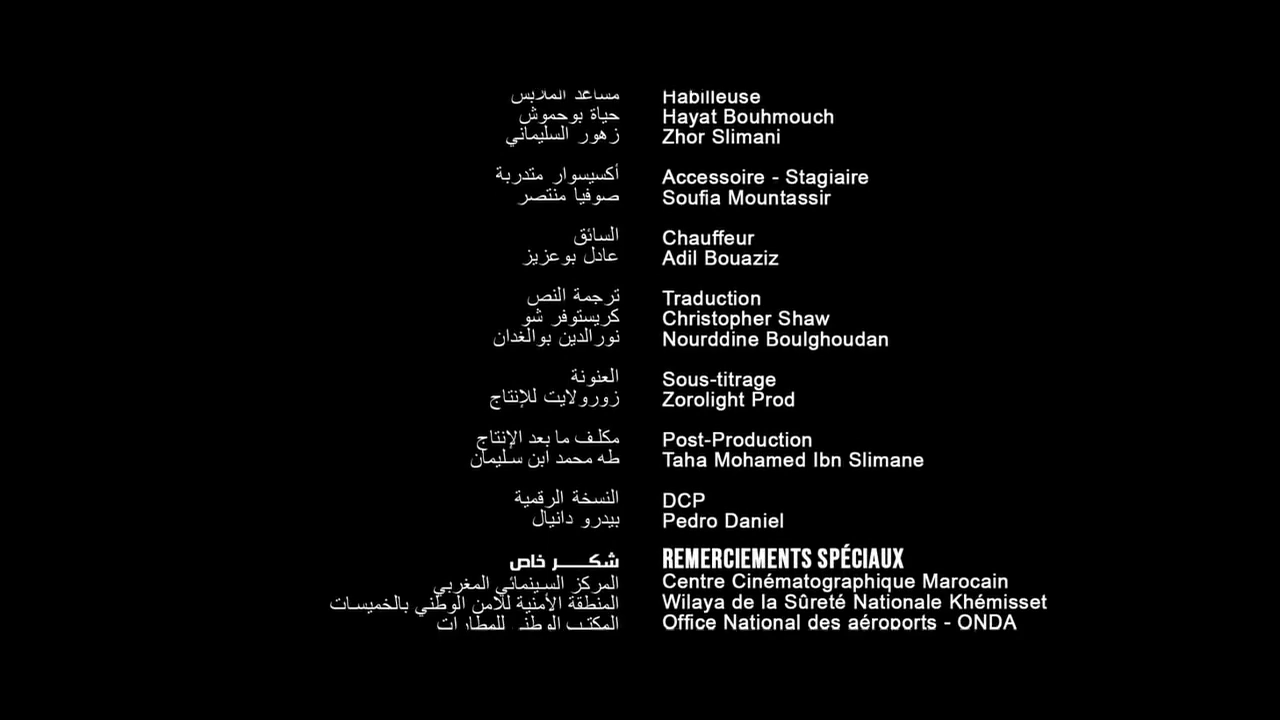 مساعد الملابس
Habilleuse
حياة بوحموش
Hayat Bouhmouch
زهور السليماني
Zhor Slimani
أكسيسوار متدربة
Accessoire - Stagiaire
صوفيا منتصر
Soufia Mountassir
السائق
Chauffeur
عادل بوعزيز
Adil Bouaziz
ترجمة النص
Traduction
كريستوفر شو
Christopher Shaw
نورالدين بوالغدان
Nourddine Boulghoudan
العنونة
Sous-titrage
زورولايت للإنتاج
Zorolight Prod
مكلف ما بعد الإنتاج
Post-Production
طه محمد ابن سليمان
Taha Mohamed Ibn Slimane
النسخة الرقمية
DCP
بيدرو دانيال
Pedro Daniel
شكر خاص
REMERCIEMENTS SPÉCIAUX
المركز السينمائي المغربي
Centre Cinématographique Marocain
المنطقة الأمنية للأمن الوطني بالخميسات
Wilaya de la Sûreté Nationale Khémisset
المكتب الوطني للمطارات
Office National des aéroports - ONDA